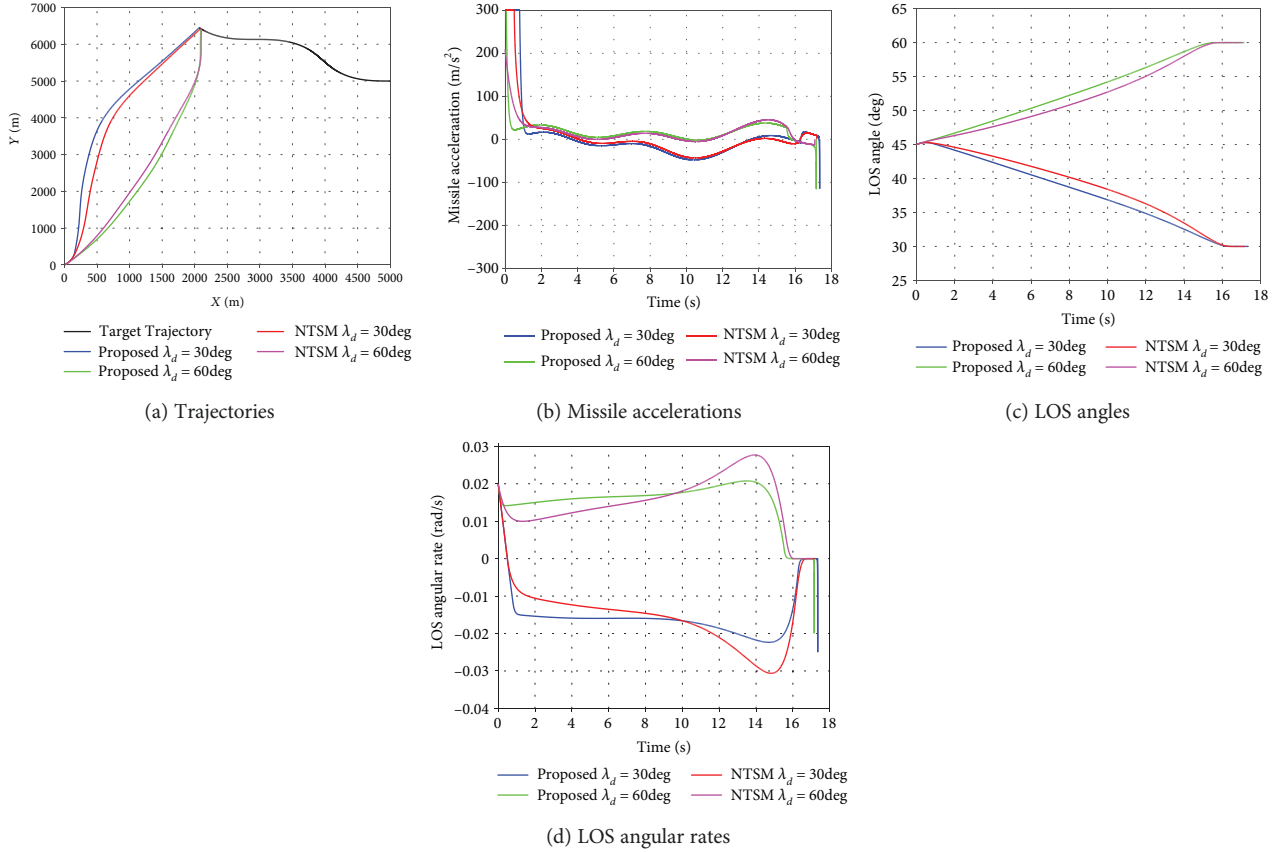 7000
6000
5000
4000
3000
2000
1000
0
Y (m)
0 500 1000 1500 2000 2500 3000 3500 4000 4500 5000
X (m)
Target Trajectory
Proposed λd = 30deg
Proposed λd = 60deg
NTSM λd = 30deg
NTSM λd = 60deg
(a) Trajectories
300
200
100
0
−100
−200
−300
Missile acceleraation (m/s²)
0 2 4 6 8 10 12 14 16 18
Time (s)
Proposed λd = 30deg
Proposed λd = 60deg
NTSM λd = 30deg
NTSM λd = 60deg
(b) Missile accelerations
65
60
55
50
45
40
35
30
25
LOS angle (deg)
0 2 4 6 8 10 12 14 16 18
Time (s)
Proposed λd = 30deg
Proposed λd = 60deg
NTSM λd = 30deg
NTSM λd = 60deg
(c) LOS angles
0.03
0.02
0.01
0
−0.01
−0.02
−0.03
−0.04
LOS angular rate (rad/s)
0 2 4 6 8 10 12 14 16 18
Time (s)
Proposed λd = 30deg
Proposed λd = 60deg
NTSM λd = 30deg
NTSM λd = 60deg
(d) LOS angular rates